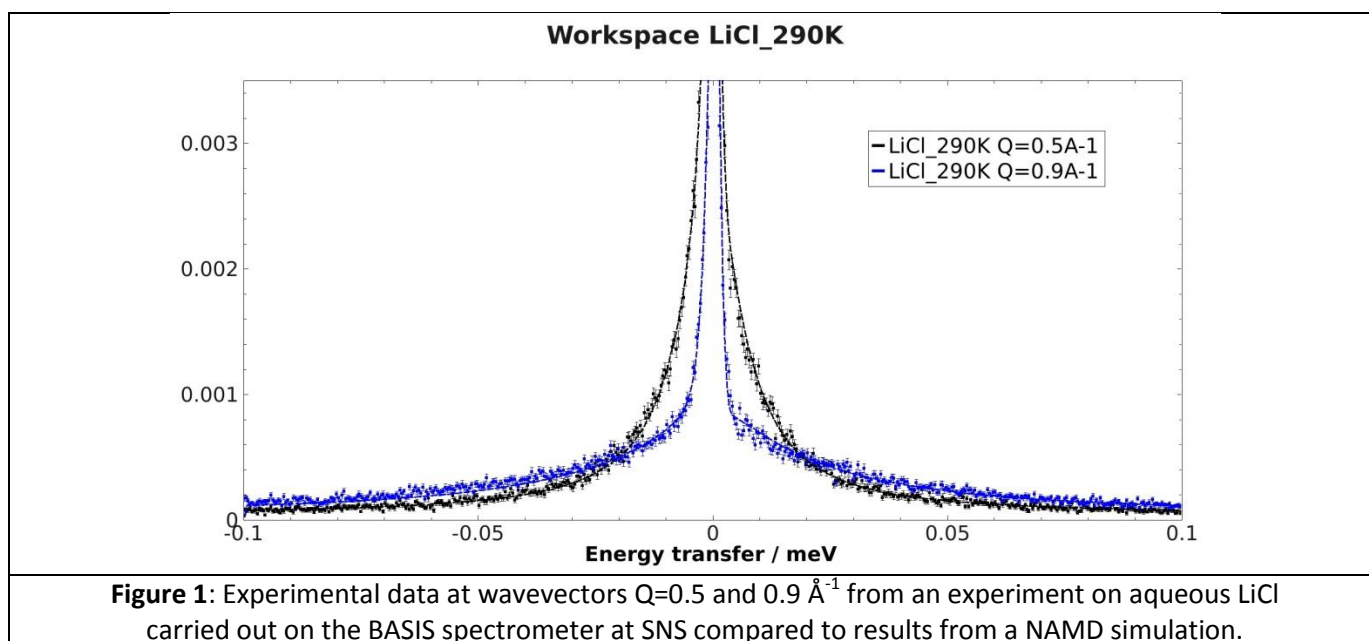 Workspace LiCl_290K
0.003
0.002
0.001
0
LiCl_290K Q=0.5A-1
LiCl_290K Q=0.9A-1
-0.1
-0.05
0
0.05
0.1
Energy transfer / meV
Figure 1: Experimental data at wavevectors Q=0.5 and 0.9 Å-1 from an experiment on aqueous LiCl
carried out on the BASIS spectrometer at SNS compared to results from a NAMD simulation.